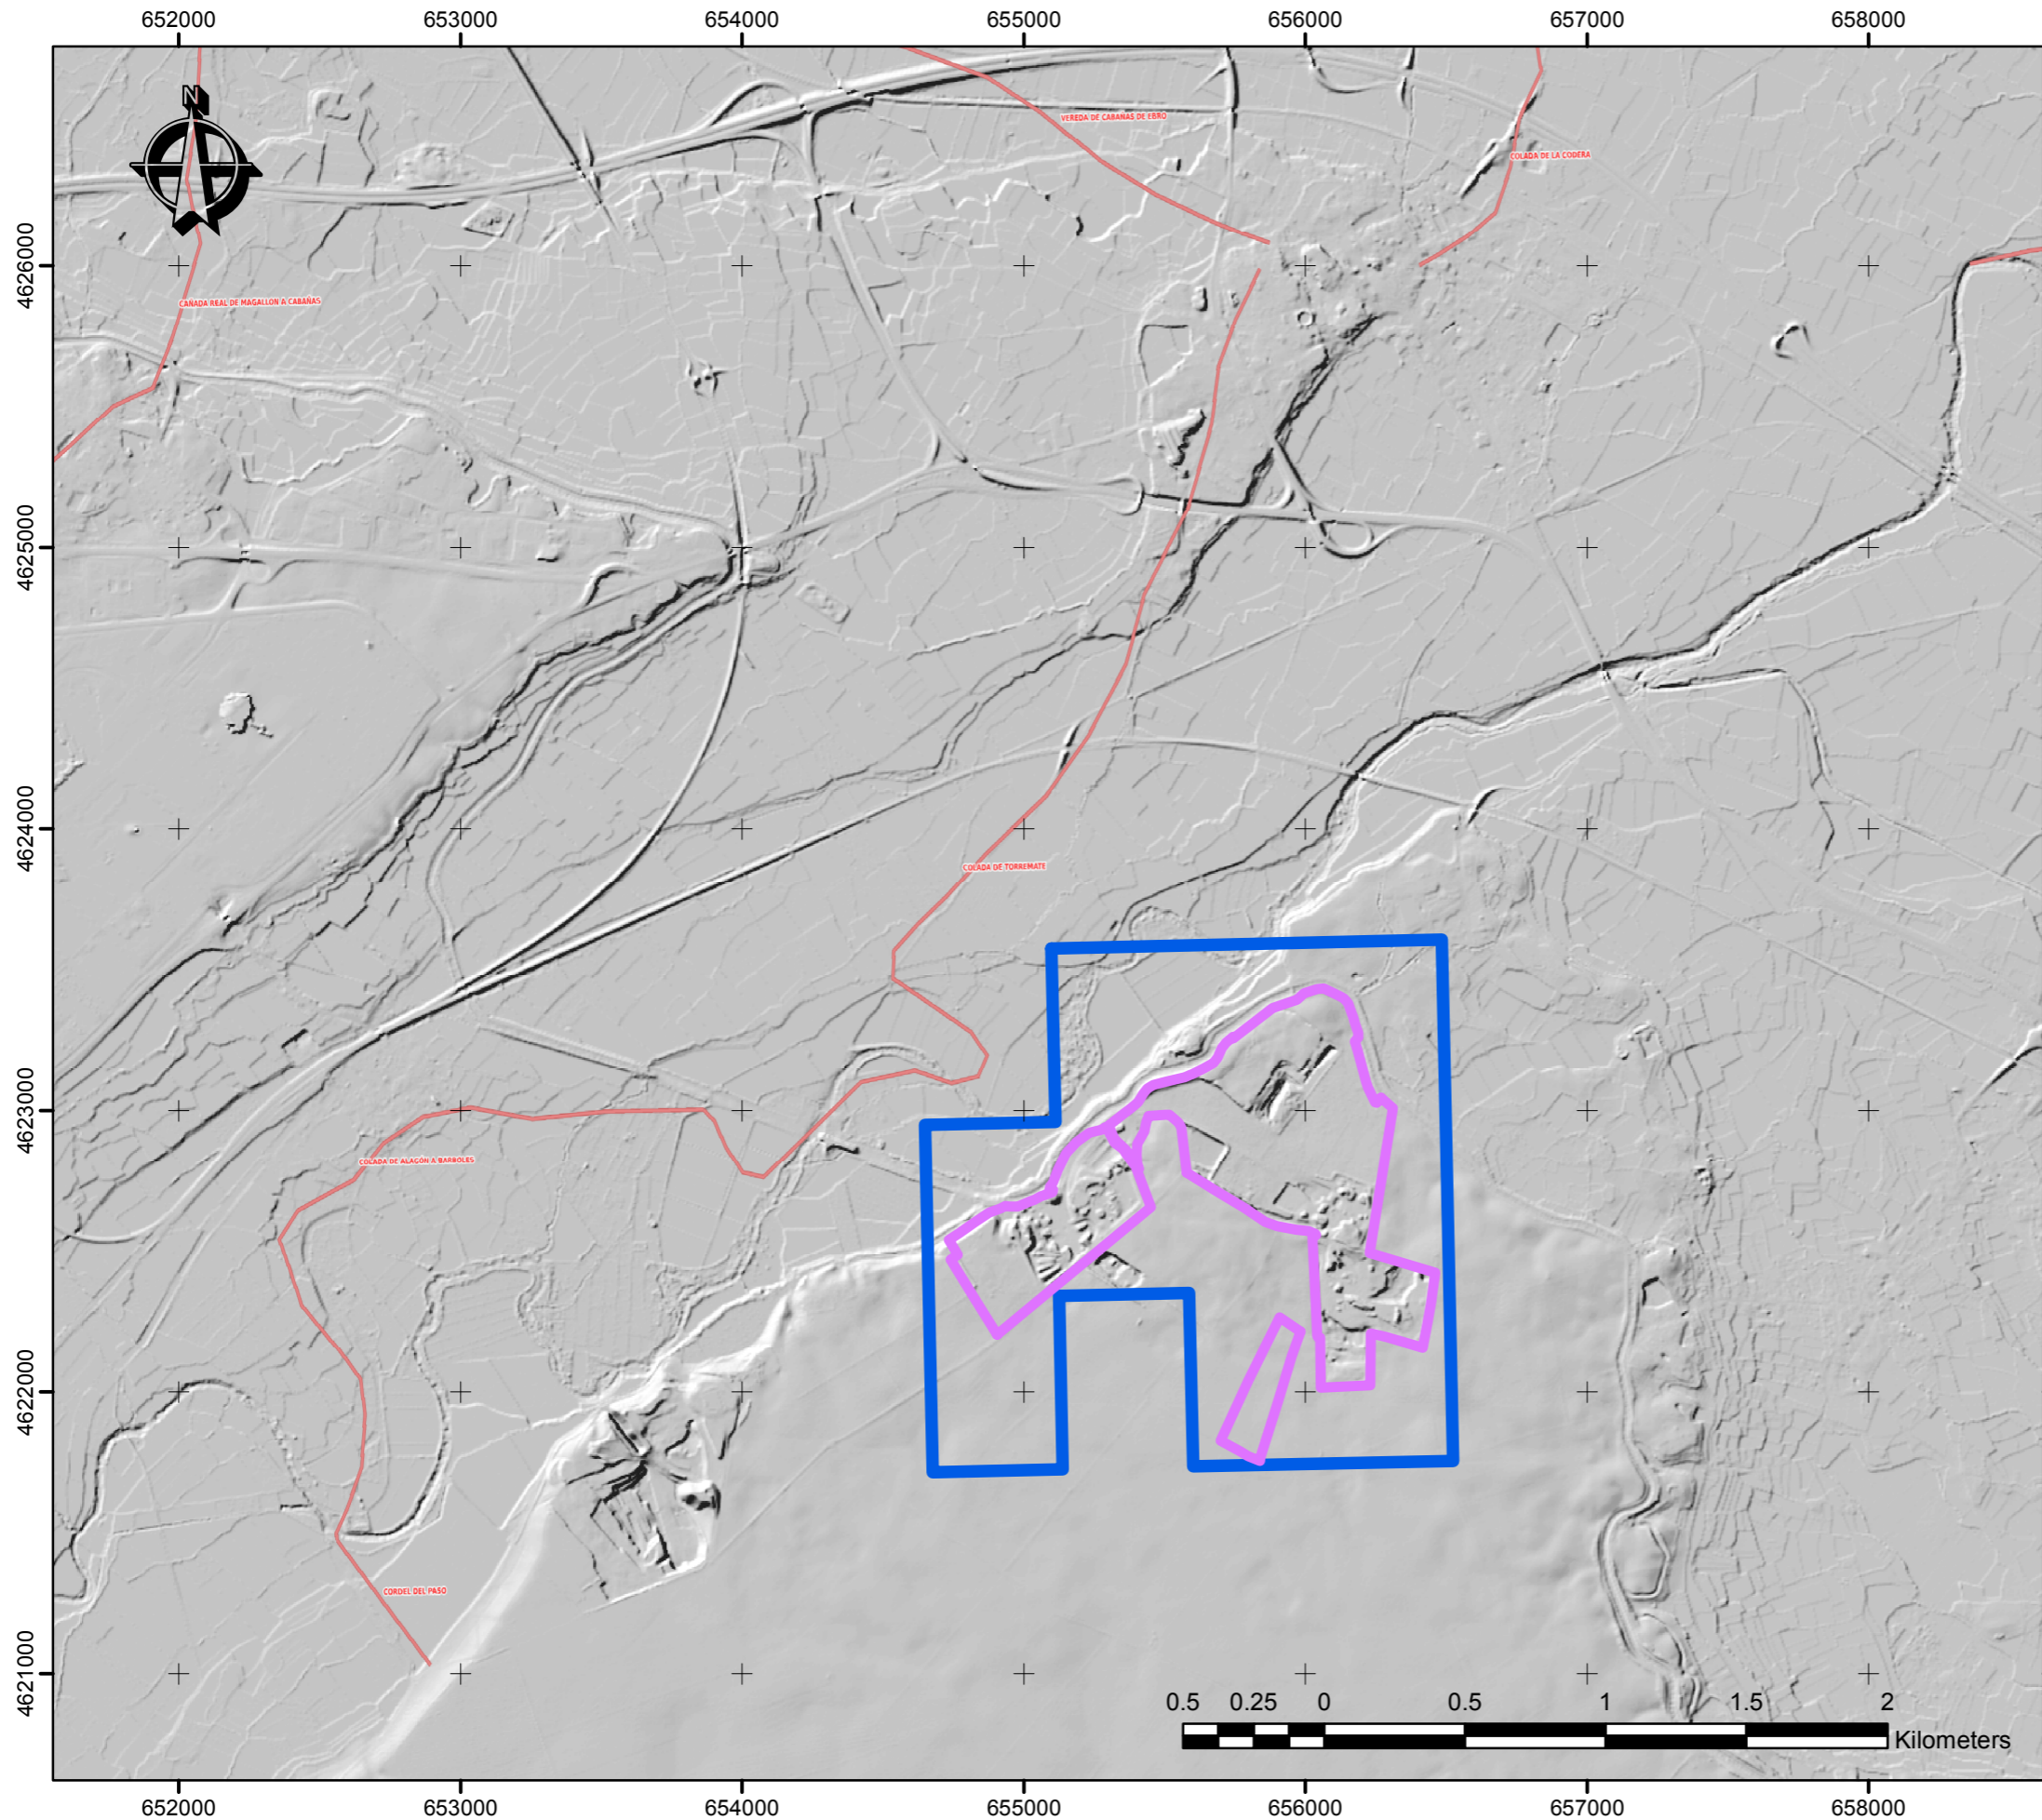 652000 653000 654000 655000 656000 657000 658000
N
VEREDA DE CABAÑAS DE EBRO
COLADA DE LA CODERA
4626000
CAÑADA REAL DE MAGALLON A CABAÑAS
4625000
4624000
COLADA DE TORREMATE
4623000
COLADA DE ALAGÓN A BARBOLES
4622000
CORDEL DEL PASO
4621000
0.5 0.25 0 0.5 1 1.5 2
Kilometers
652000 653000 654000 655000 656000 657000 658000